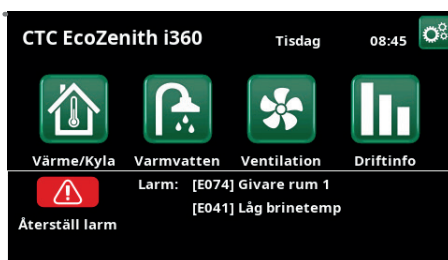 CTC EcoZenith i360 Tisdag 08:45
Värme/Kyla Varmvatten Ventilation Driftinfo
Larm: [E074] Givare rum 1
[E041] Låg brinetemp
Återställ larm